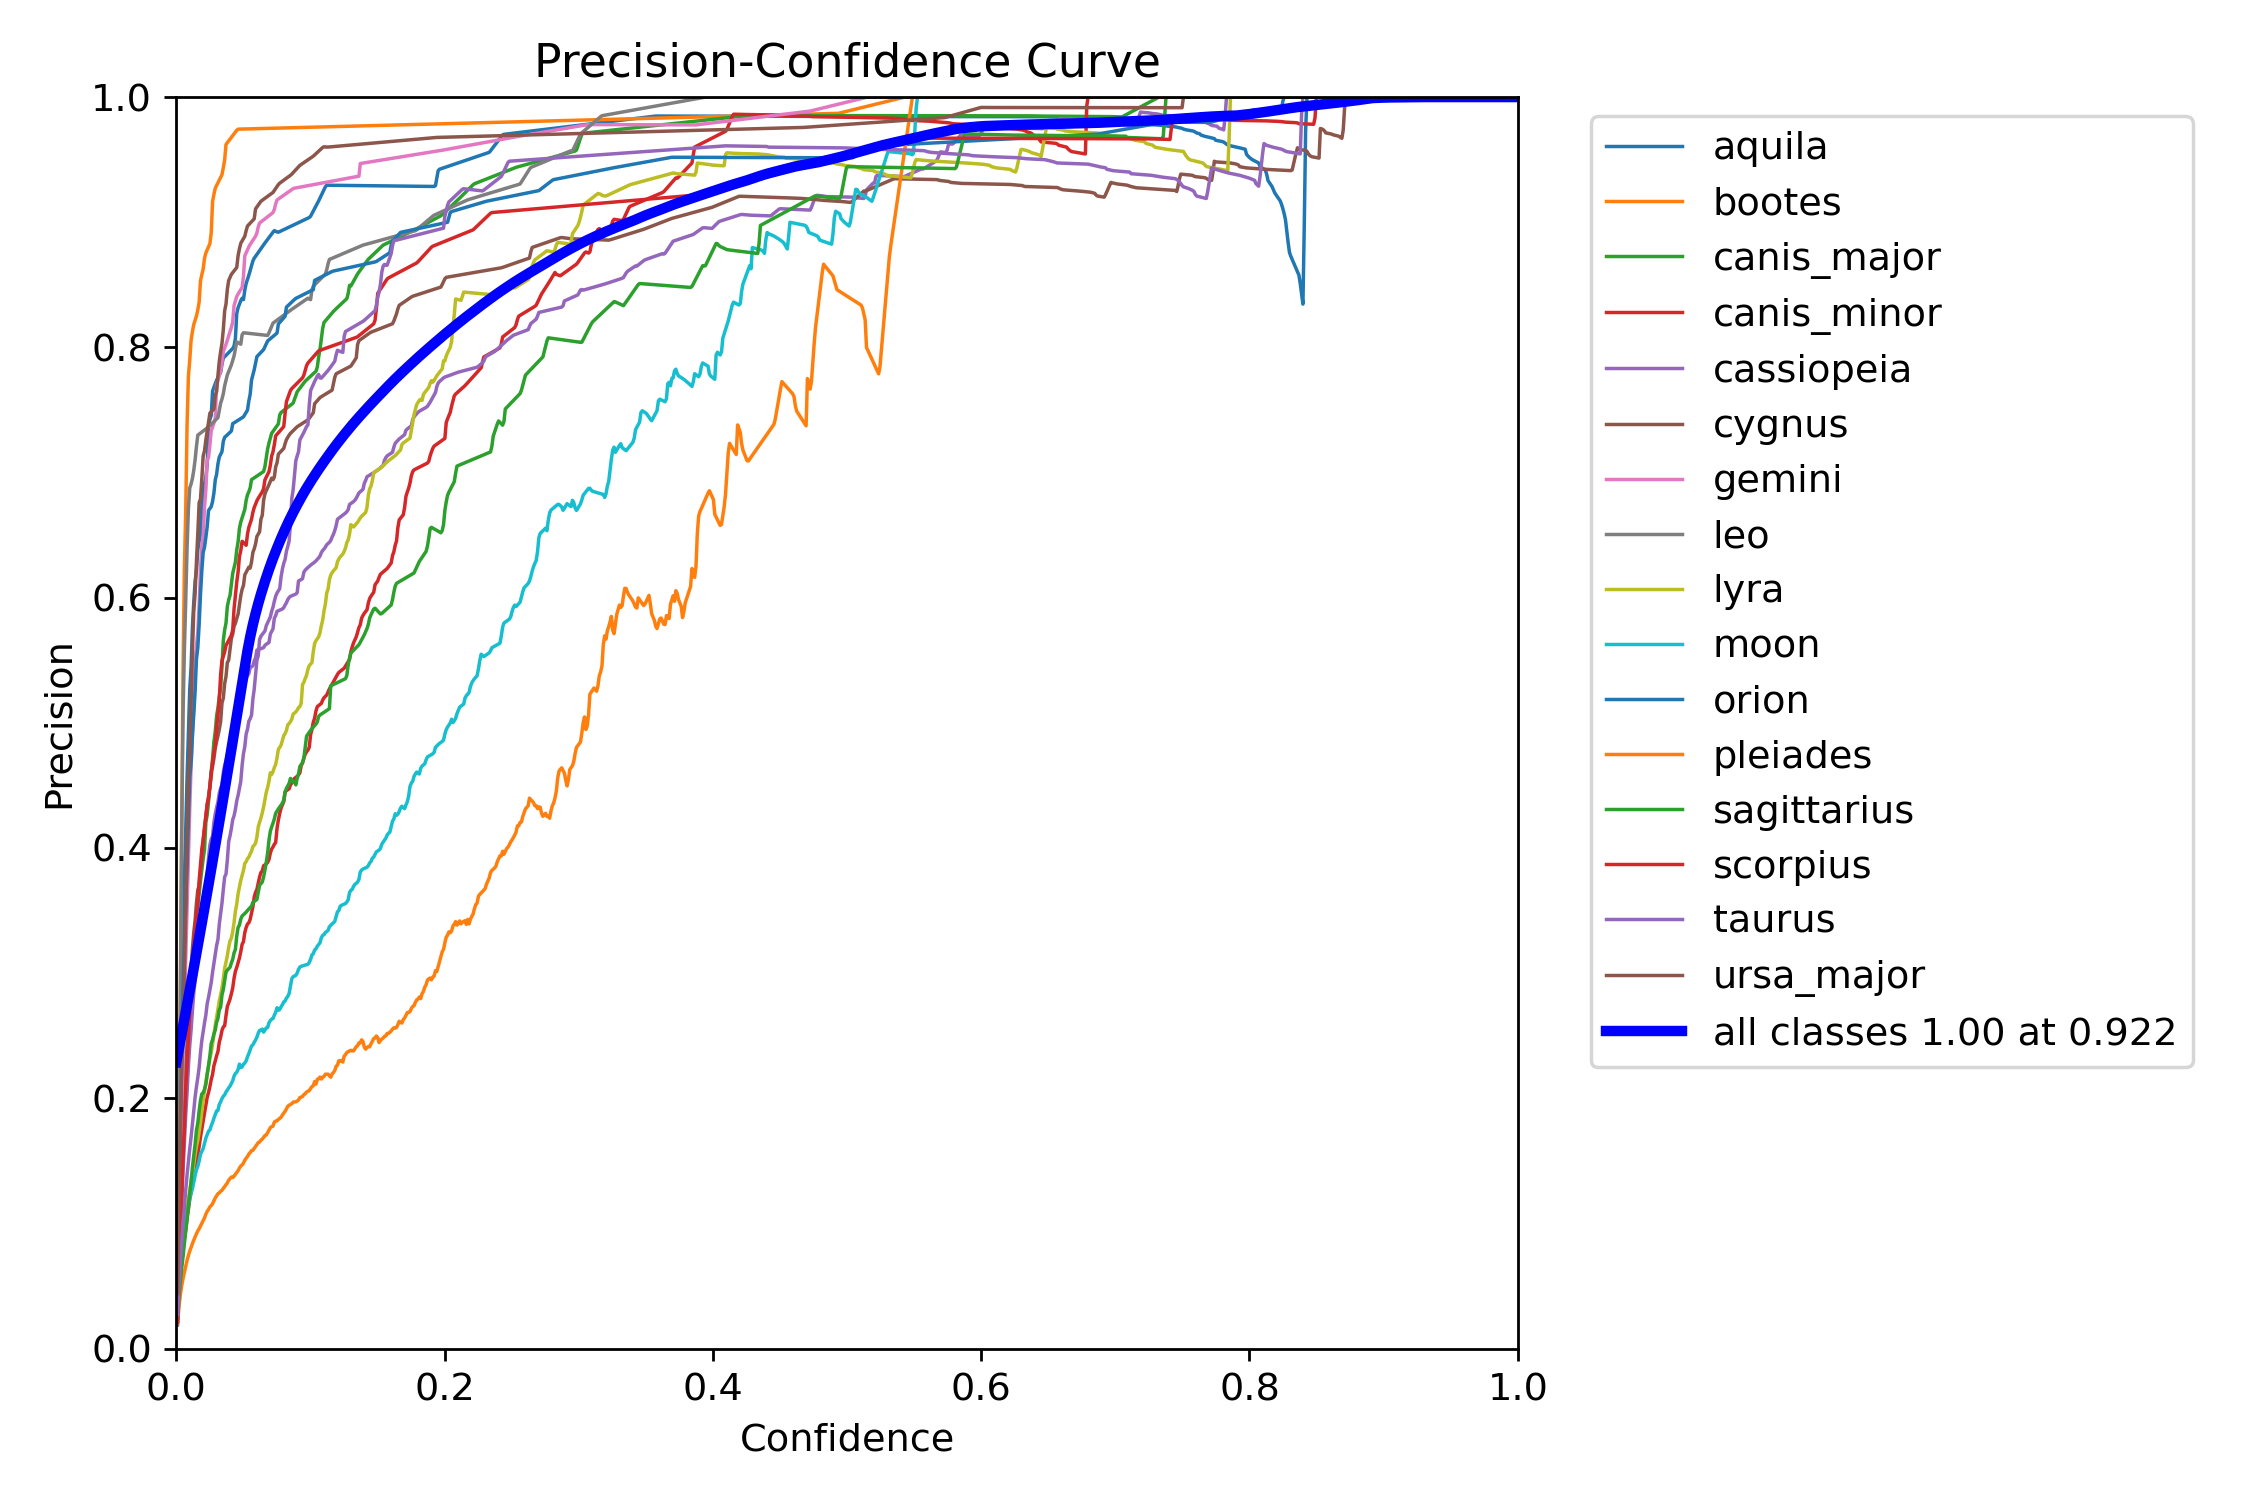 Precision-Confidence Curve
1.0
0.8
0.6
0.4
0.2
0.0
Precision
0.0 0.2 0.4 0.6 0.8 1.0
Confidence
aquila
bootes
canis_major
canis_minor
cassiopeia
cygnus
gemini
leo
lyra
moon
orion
pleiades
sagittarius
scorpius
taurus
ursa_major
all classes 1.00 at 0.922